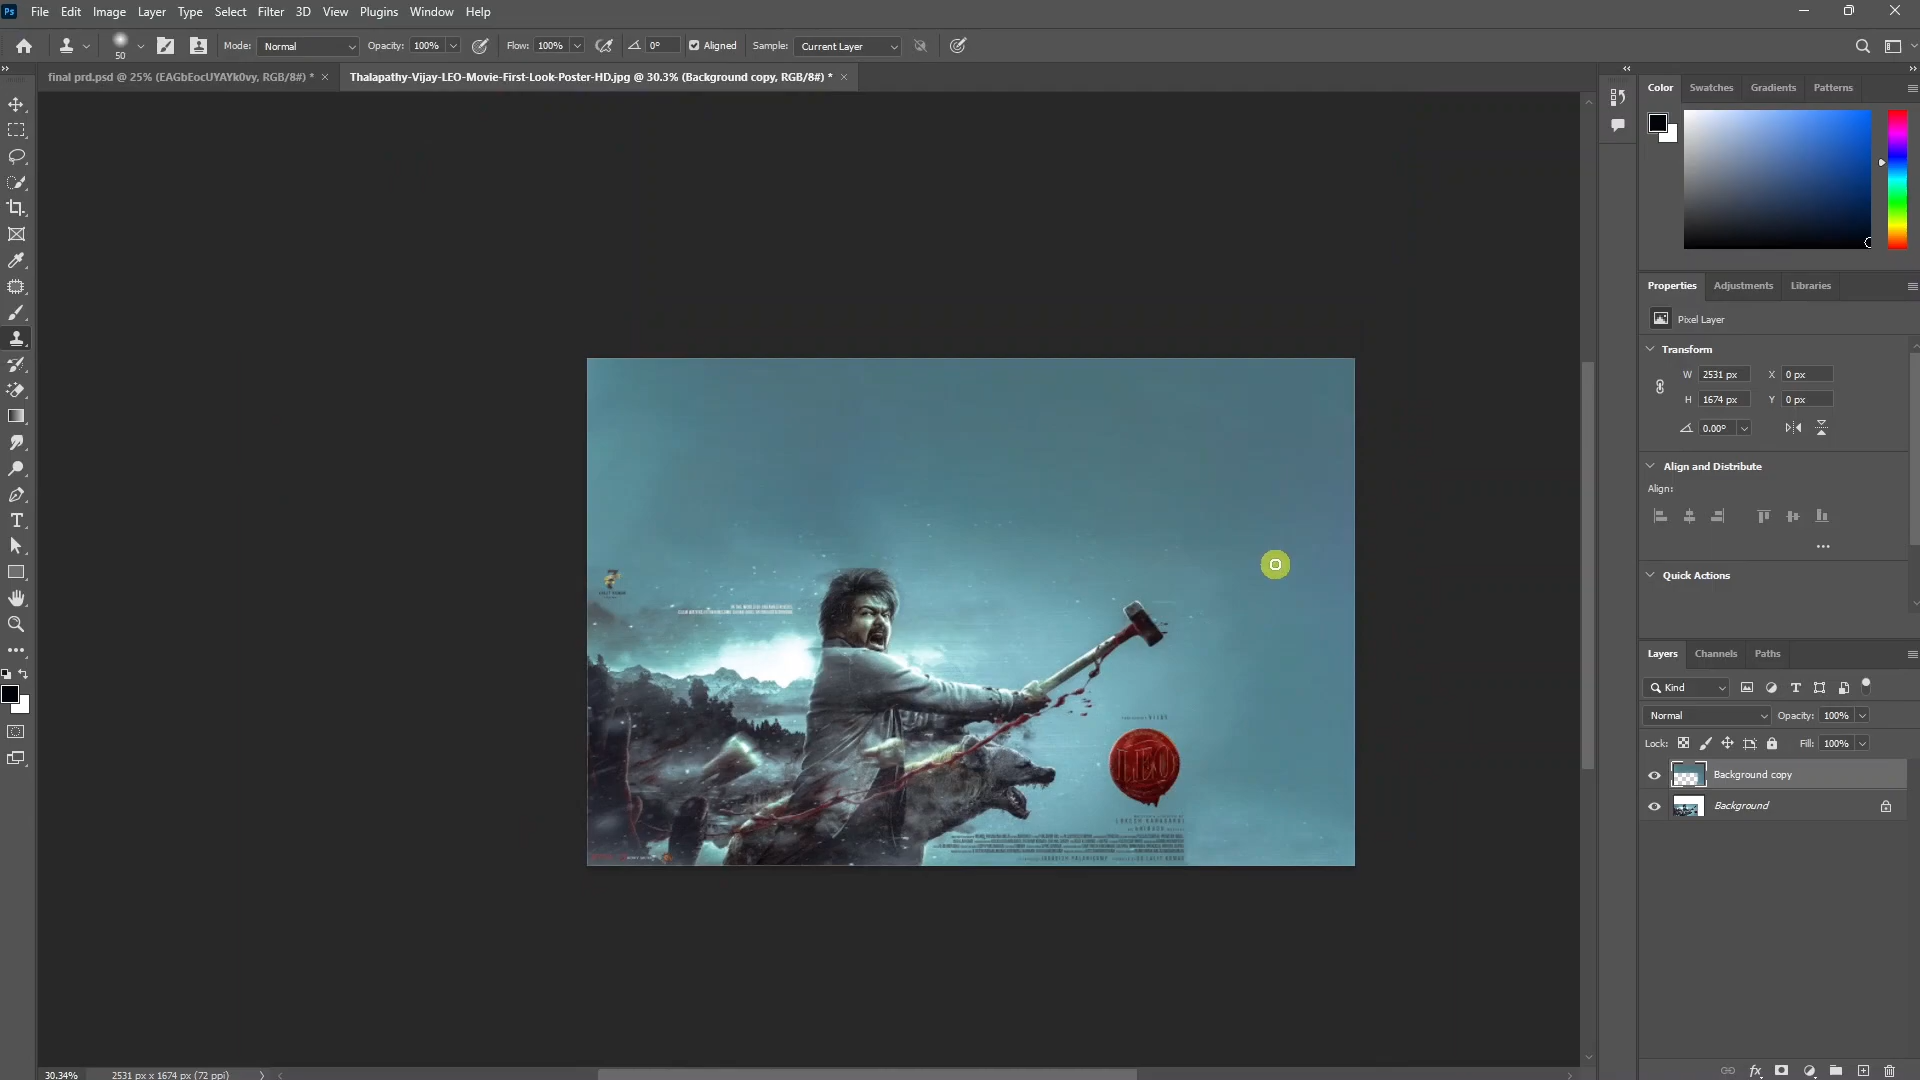 Ps File Edit Image Layer Type Select Filter 3D View Plugins Window Help
50 Mode: Normal Opacity: 100% Flow: 100% 0° Aligned Sample: Current Layer
final prd.psd @ 25% (EAGbEocUYAYk0vy, RGB/8#) *
Thalapathy-Vijay-LEO-Movie-First-Look-Poster-HD.jpg @ 30.3% (Background copy, RGB/8#) *
Color Swatches Gradients Patterns
Properties Adjustments Libraries
Pixel Layer
Transform
W 2531 px X 0 px
H 1674 px Y 0 px
0.00°
Align and Distribute
Align:
Quick Actions
LEO
Layers Channels Paths
Kind
Normal Opacity: 100%
Lock: Fill: 100%
Background copy
Background
fx
30.34% 2531 px x 1674 px (72 ppi)